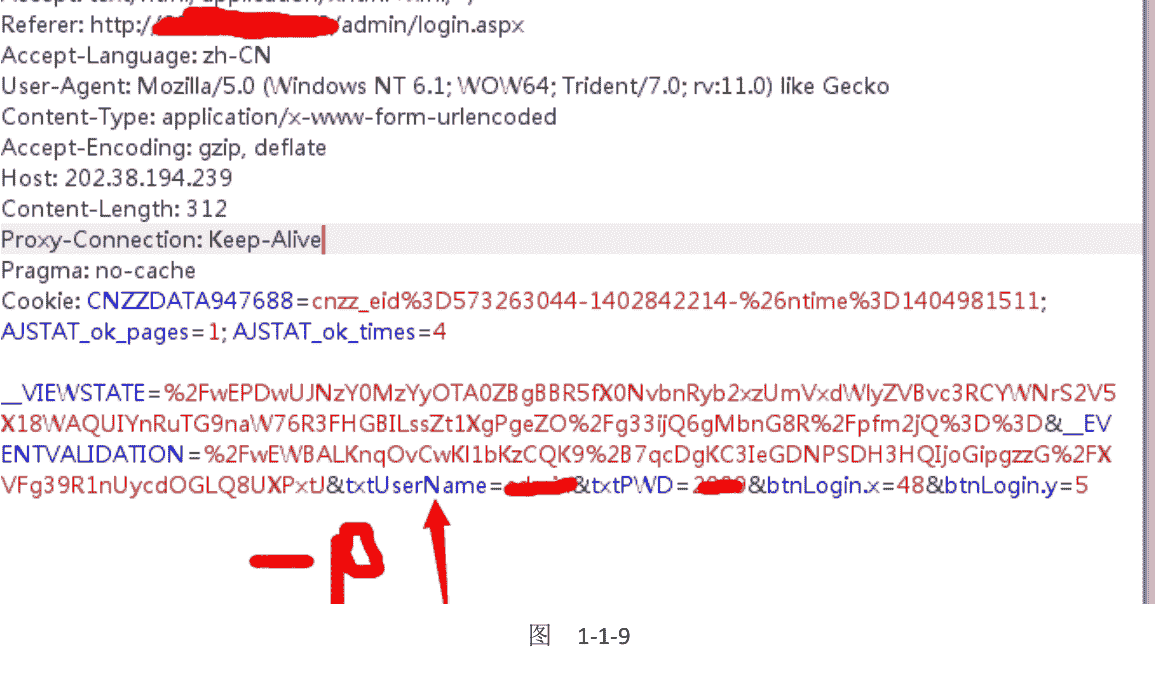 Referer: http:// /admin/login.aspx
Accept-Language: zh-CN
User-Agent: Mozilla/5.0 (Windows NT 6.1; WOW64; Trident/7.0; rv:11.0) like Gecko
Content-Type: application/x-www-form-urlencoded
Accept-Encoding: gzip, deflate
Host: 202.38.194.239
Content-Length: 312
Proxy-Connection: Keep-Alive
Pragma: no-cache
Cookie: CNZZDATA947688=cnzz_eid%3D573263044-1402842214-%26ntime%3D1404981511;
AJSTAT_ok_pages=1; AJSTAT_ok_times=4
__VIEWSTATE=%2FwEPDwUJNzY0MzYyOTA0ZBgBBR5fX0NvbnRyb2xzUmVxdWlyZVBvc3RCYWNrS2V5
X18WAQUIYnRuTG9naW76R3FHGBILssZt1XgPgeZO%2Fg33ijQ6gMbnG8R%2Fpfm2jQ%3D%3D&__EV
ENTVALIDATION=%2FwEWBALKnqOvCwKl1bKzCQK9%2B7qcDgKC3IeGDNPSDH3HQIjoGipgzzG%2FX
VFg39R1nUycdOGLQ8UXPxtJ&txtUserName= &txtPWD= &btnLogin.x=48&btnLogin.y=5
-p
图 1-1-9